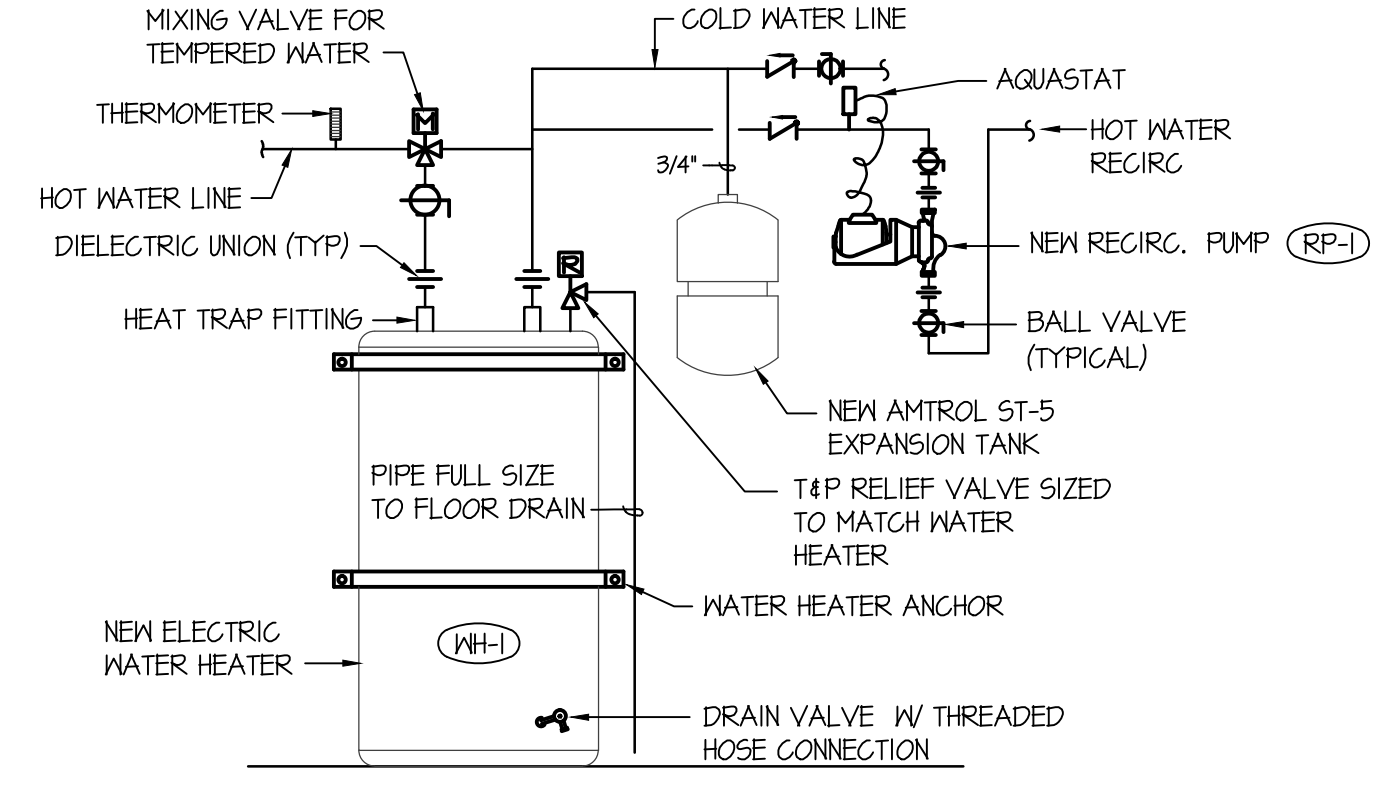 MIXING VALVE FOR
TEMPERED WATER
COLD WATER LINE
THERMOMETER
M
AQUASTAT
HOT WATER
RECIRC
3/4"
HOT WATER LINE
DIELECTRIC UNION (TYP)
R
NEW RECIRC. PUMP RP-1
HEAT TRAP FITTING
BALL VALVE
(TYPICAL)
NEW AMTROL ST-5
EXPANSION TANK
PIPE FULL SIZE
TO FLOOR DRAIN
T&P RELIEF VALVE SIZED
TO MATCH WATER
HEATER
WATER HEATER ANCHOR
NEW ELECTRIC
WATER HEATER
WH-1
DRAIN VALVE W/ THREADED
HOSE CONNECTION